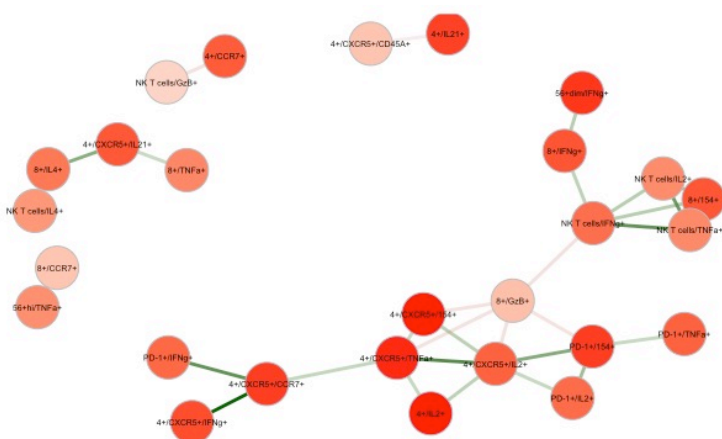 4+/CCR7+
4+/CXCR5+/CD45A+
4+/IL21+
NK T cells/GzB+
56+dim/IFNg+
4+/CXCR5+/IL21+
8+/IFNg+
8+/IL4+
8+/TNFa+
NK T cells/IL2+
8+/154+
NK T cells/IL4+
NK T cells/IFNg+
NK T cells/TNFa+
8+/CCR7+
8+/GzB+
56+hi/TNFa+
4+/CXCR5+/154+
PD-1+/TNFa+
PD-1+/154+
PD-1+/IFNg+
4+/CXCR5+/TNFa+
4+/CXCR5+/IL2+
4+/CXCR5+/CCR7+
PD-1+/IL2+
4+/IL2+
4+/CXCR5+/IFNg+